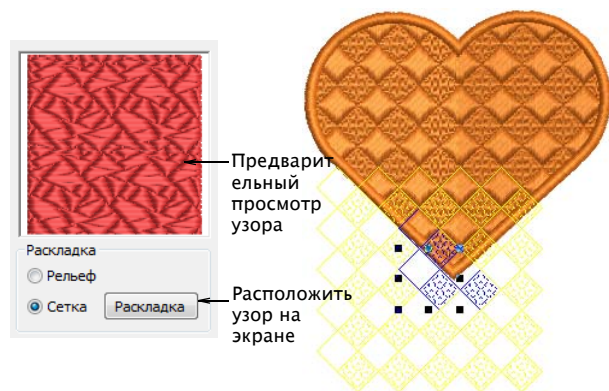 Предварит
ельный
просмотр
узора
Раскладка
Рельеф
Сетка Раскладка
Расположить
узор на
экране